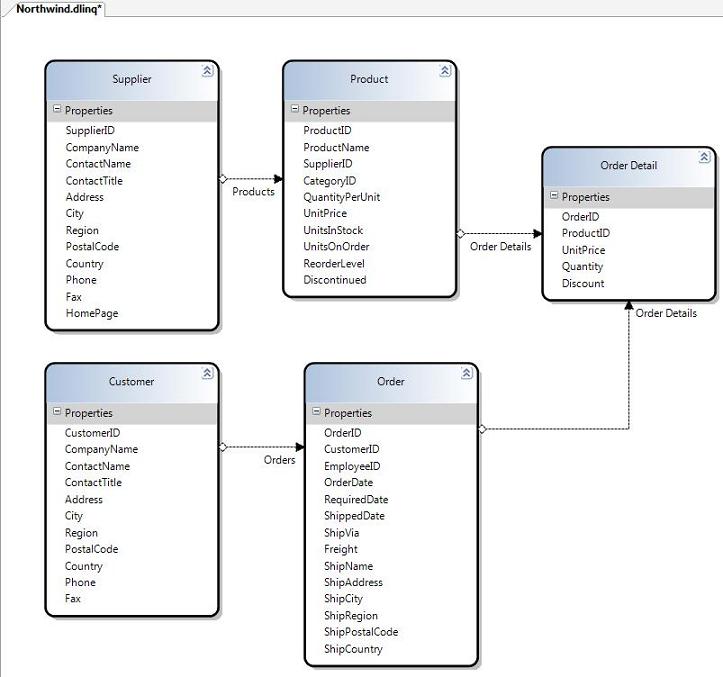 Northwind.dlinq*
Supplier
Properties
SupplierID
CompanyName
ContactName
ContactTitle
Address
City
Region
PostalCode
Country
Phone
Fax
HomePage
Products
Product
Properties
ProductID
ProductName
SupplierID
CategoryID
QuantityPerUnit
UnitPrice
UnitsInStock
UnitsOnOrder
ReorderLevel
Discontinued
Order Details
Order Detail
Properties
OrderID
ProductID
UnitPrice
Quantity
Discount
Order Details
Customer
Properties
CustomerID
CompanyName
ContactName
ContactTitle
Address
City
Region
PostalCode
Country
Phone
Fax
Orders
Order
Properties
OrderID
CustomerID
EmployeeID
OrderDate
RequiredDate
ShippedDate
ShipVia
Freight
ShipName
ShipAddress
ShipCity
ShipRegion
ShipPostalCode
ShipCountry